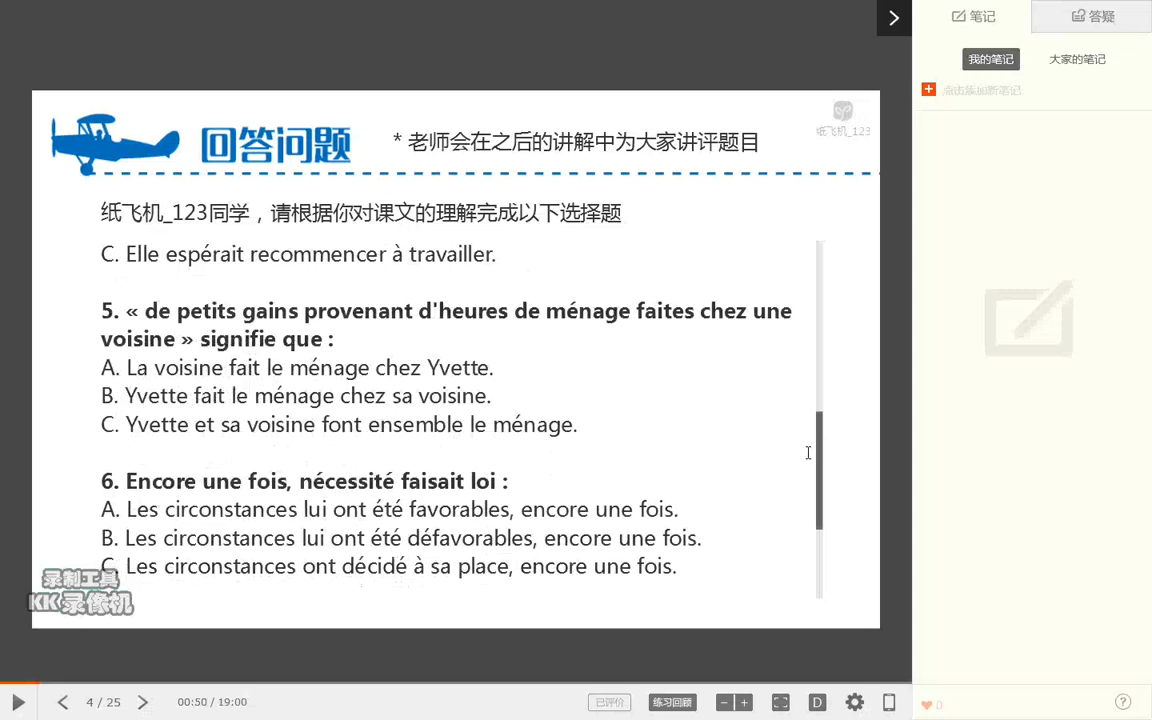 笔记
答疑
我的笔记
大家的笔记
点击添加新笔记
纸飞机_123
回答问题
* 老师会在之后的讲解中为大家讲评题目
纸飞机_123同学，请根据你对课文的理解完成以下选择题
C. Elle espérait recommencer à travailler.
5. « de petits gains provenant d'heures de ménage faites chez une
voisine » signifie que :
A. La voisine fait le ménage chez Yvette.
B. Yvette fait le ménage chez sa voisine.
C. Yvette et sa voisine font ensemble le ménage.
6. Encore une fois, nécessité faisait loi :
A. Les circonstances lui ont été favorables, encore une fois.
B. Les circonstances lui ont été défavorables, encore une fois.
C. Les circonstances ont décidé à sa place, encore une fois.
录制工具
KK录像机
4 / 25
00:50 / 19:00
已评价
练习回顾
D
0